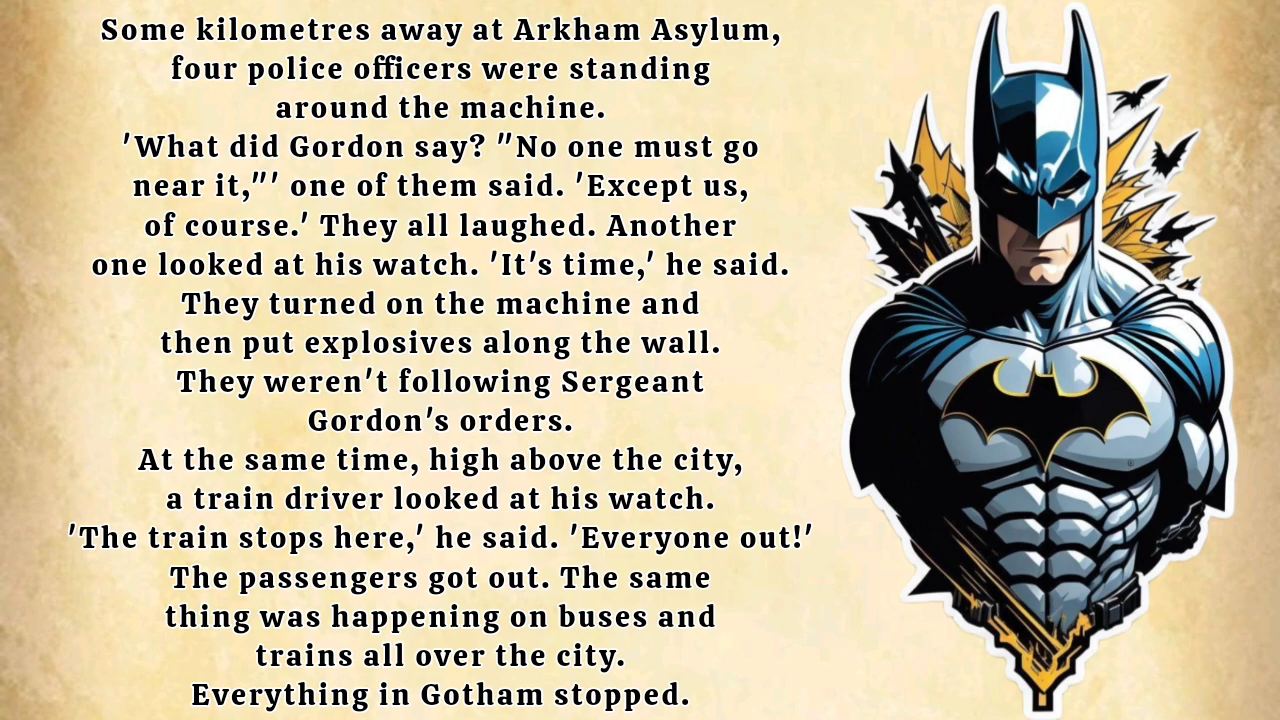 Some kilometres away at Arkham Asylum,
four police officers were standing
around the machine.
'What did Gordon say? "No one must go
near it,"' one of them said. 'Except us,
of course.' They all laughed. Another
one looked at his watch. 'It's time,' he said.
They turned on the machine and
then put explosives along the wall.
They weren't following Sergeant
Gordon's orders.
At the same time, high above the city,
a train driver looked at his watch.
'The train stops here,' he said. 'Everyone out!'
The passengers got out. The same
thing was happening on buses and
trains all over the city.
Everything in Gotham stopped.